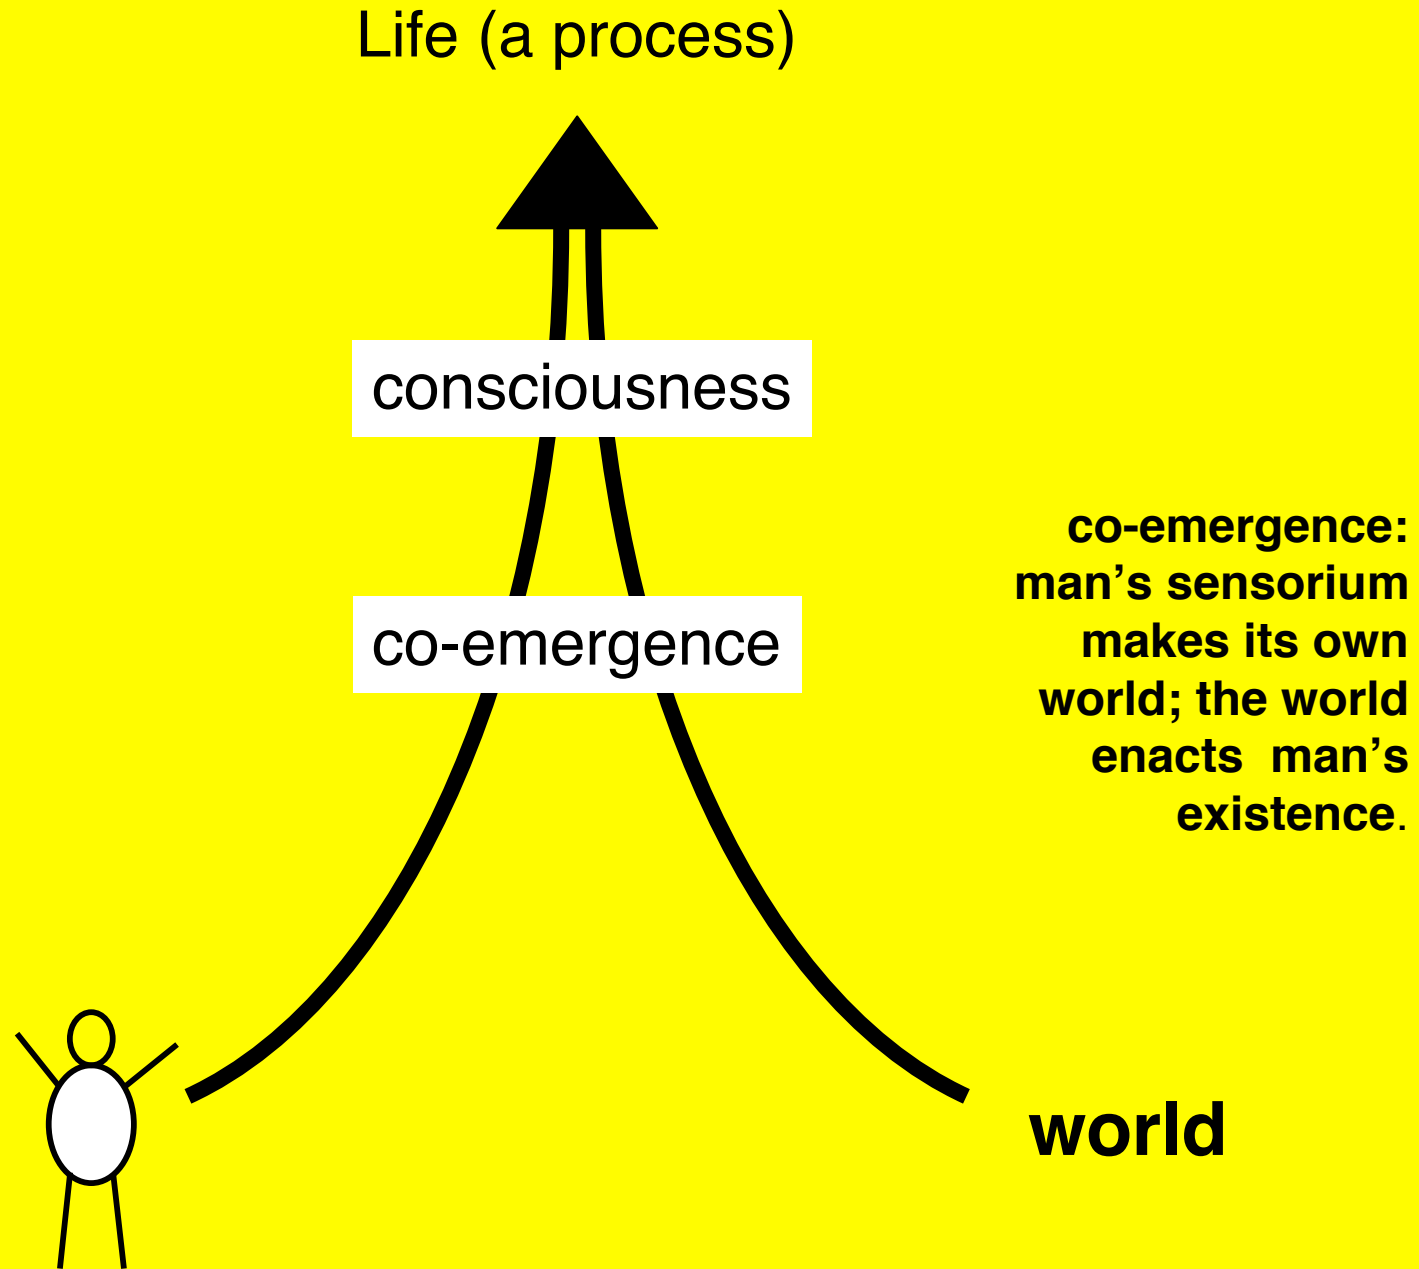 Life (a process)
consciousness
co-emergence
co-emergence:
man’s sensorium
makes its own
world; the world
enacts  man’s
existence.
world